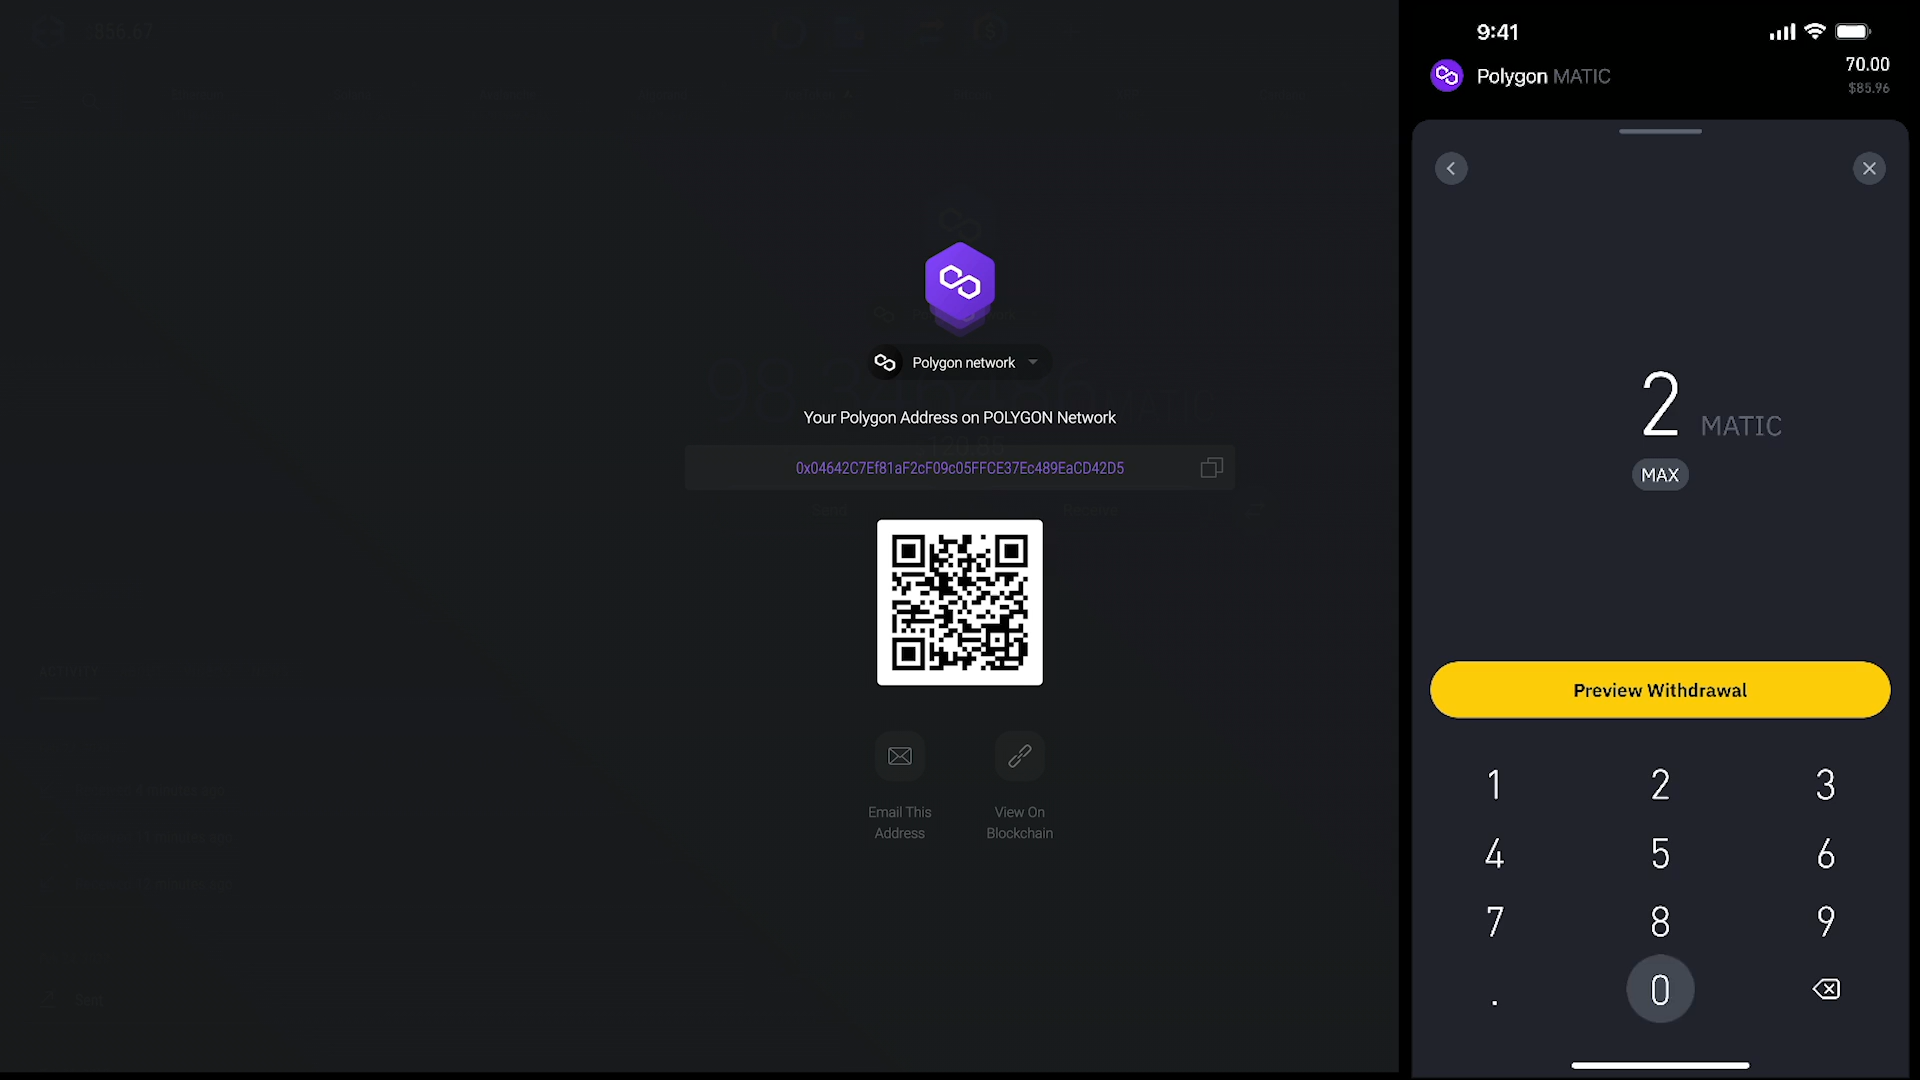 Polygon network
Your Polygon Address on POLYGON Network
0x04642C7Ef81aF2cF09c05FFCE37Ec489EaCD42D5
Email This
Address
View On
Blockchain
9:41
Polygon MATIC
70.00
$85.96
2 MATIC
MAX
Preview Withdrawal
1 2 3
4 5 6
7 8 9
. 0